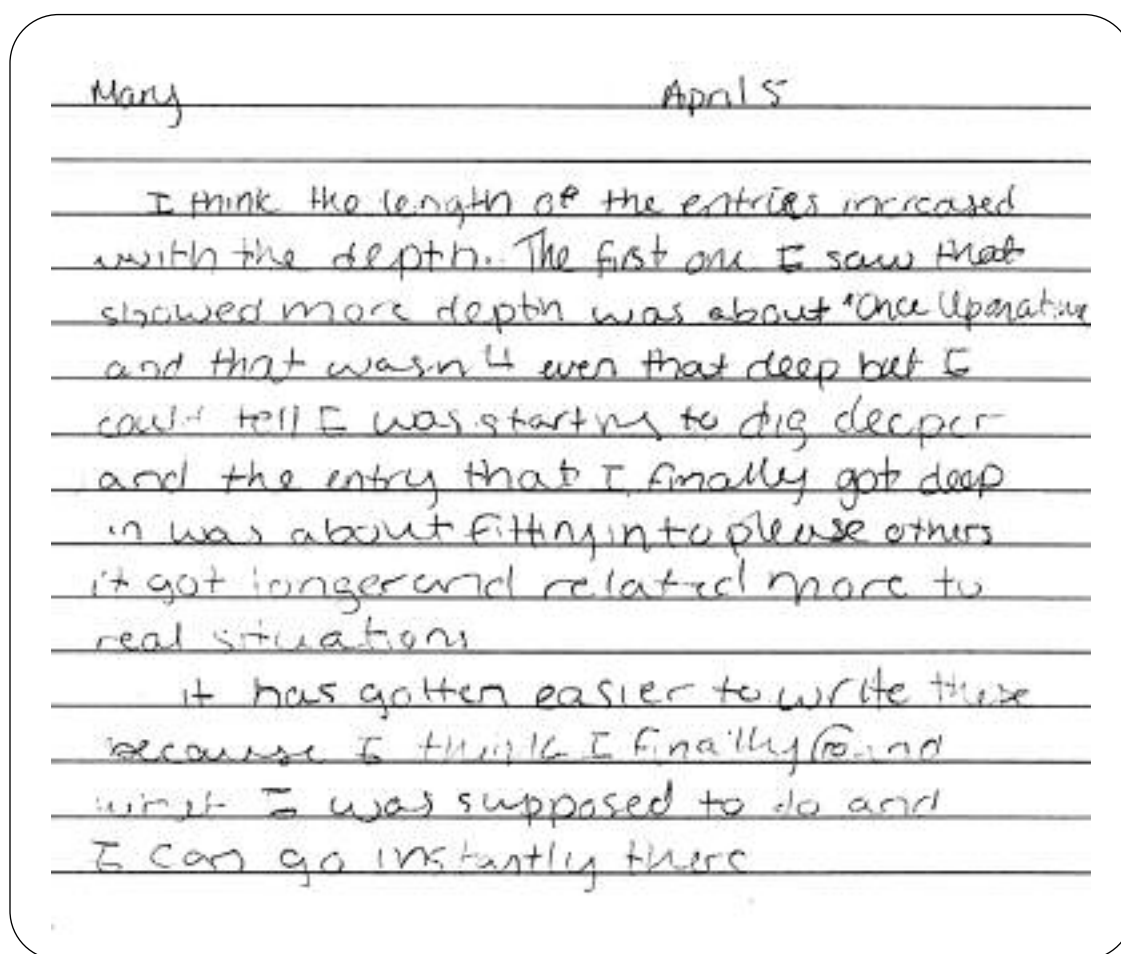 Mary April 5
I think the length of the entries increased
with the depth. The first one I saw that
showed more depth was about "Once Upon a time
and that wasn't even that deep but I
could tell I was starting to dig deeper
and the entry that I finally got deep
in was about fitting in to please others
it got longer and related more to
real situations
it has gotten easier to write these
because I think I finally found
what I was supposed to do and
I can go instantly there